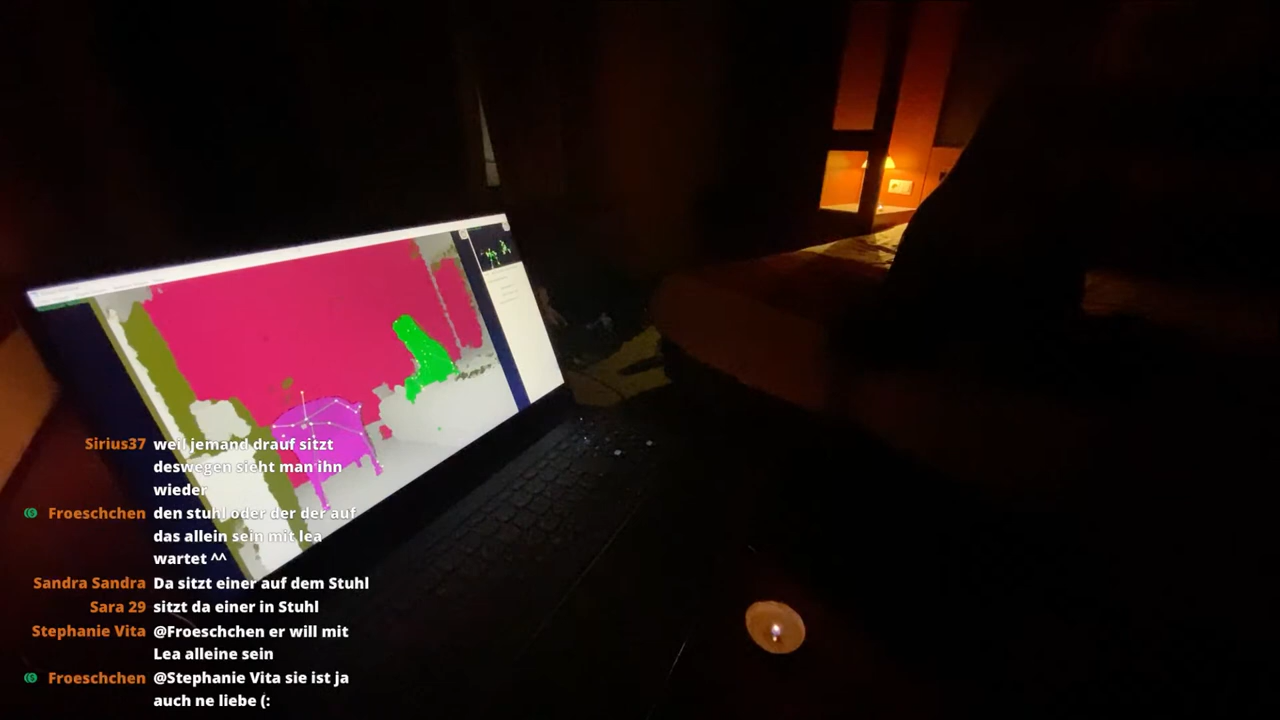 Sirius37 weil jemand drauf sitzt
deswegen sieht man ihn
wieder
Froeschchen den stuhl oder der der auf
das allein sein mit lea
wartet ^^
Sandra Sandra Da sitzt einer auf dem Stuhl
Sara 29 sitzt da einer in Stuhl
Stephanie Vita @Froeschchen er will mit
Lea alleine sein
Froeschchen @Stephanie Vita sie ist ja
auch ne liebe (: